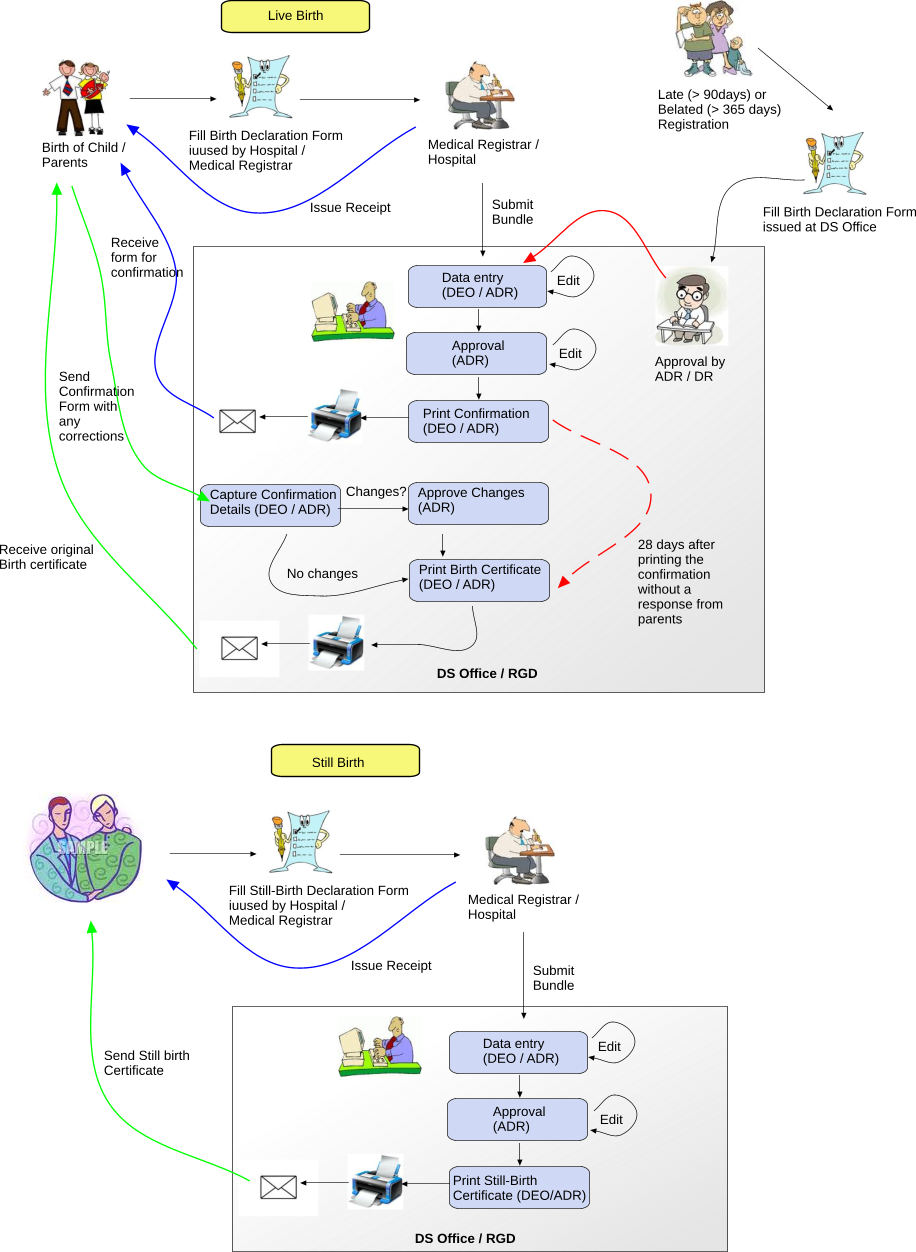 Live Birth
Late (> 90days) or
Belated (> 365 days)
Registration
Birth of Child /
Parents
Fill Birth Declaration Form
iuused by Hospital /
Medical Registrar
Medical Registrar /
Hospital
Issue Receipt
Submit
Bundle
Fill Birth Declaration Form
issued at DS Office
Receive
form for
confirmation
Data entry
(DEO / ADR)
Edit
Approval
(ADR)
Edit
Approval by
ADR / DR
Send
Confirmation
Form with
any
corrections
Print Confirmation
(DEO / ADR)
Capture Confirmation
Details (DEO / ADR)
Changes?
Approve Changes
(ADR)
Receive original
Birth certificate
No changes
Print Birth Certificate
(DEO / ADR)
28 days after
printing the
confirmation
without a
response from
parents
DS Office / RGD
Still Birth
SAMPLE
Fill Still-Birth Declaration Form
iuused by Hospital /
Medical Registrar
Medical Registrar /
Hospital
Issue Receipt
Submit
Bundle
Send Still birth
Certificate
Data entry
(DEO / ADR)
Edit
Approval
(ADR)
Edit
Print Still-Birth
Certificate (DEO/ADR)
DS Office / RGD